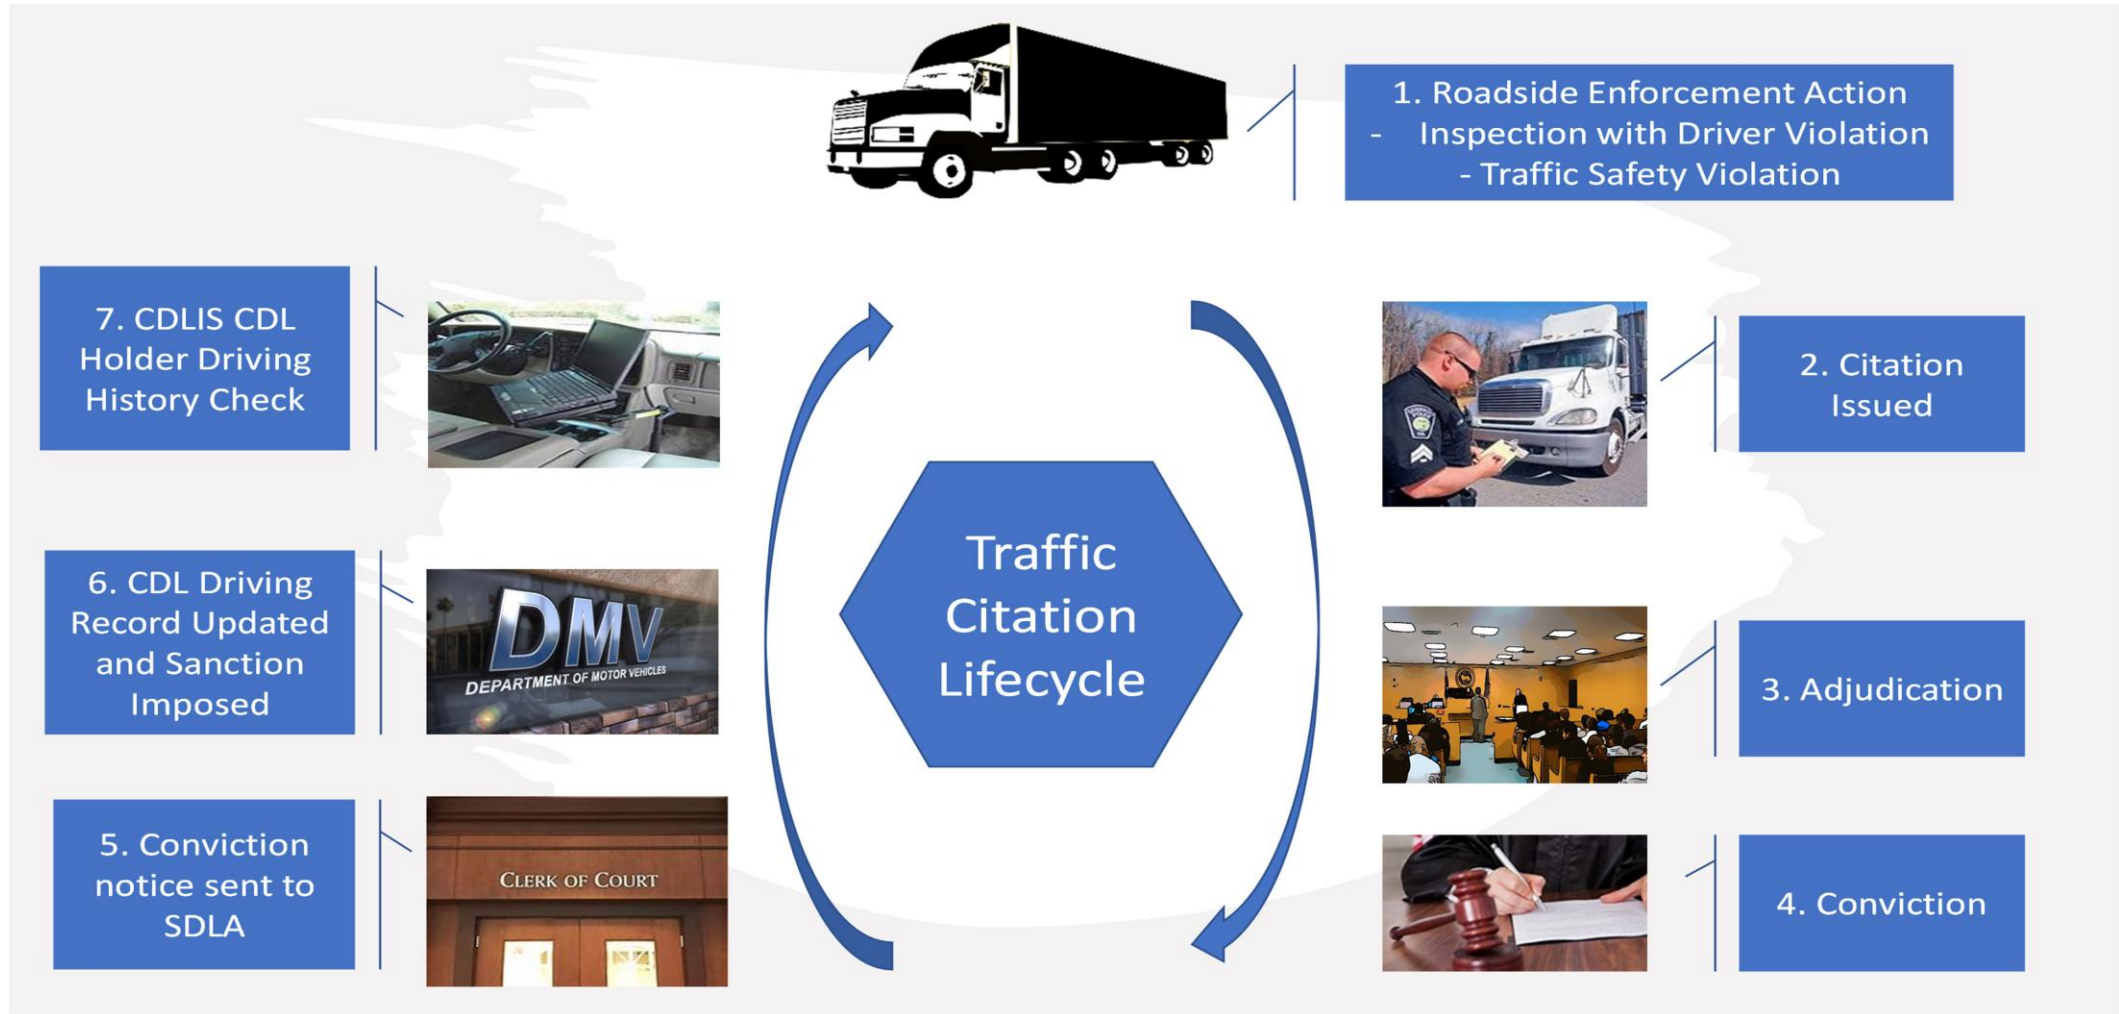 1. Roadside Enforcement Action
- Inspection with Driver Violation
- Traffic Safety Violation
7. CDLIS CDL
Holder Driving
History Check
2. Citation
Issued
Traffic
Citation
Lifecycle
6. CDL Driving
Record Updated
and Sanction
Imposed
DMV
DEPARTMENT OF MOTOR VEHICLES
3. Adjudication
5. Conviction
notice sent to
SDLA
CLERK OF COURT
4. Conviction